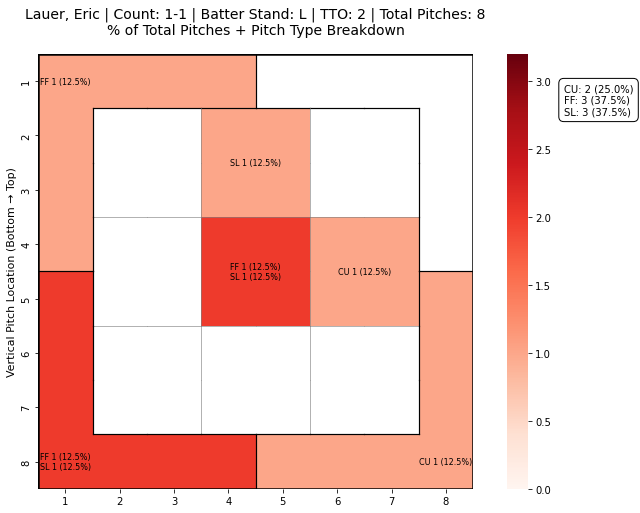 Lauer, Eric | Count: 1-1 | Batter Stand: L | TTO: 2 | Total Pitches: 8
% of Total Pitches + Pitch Type Breakdown
FF 1 (12.5%)
SL 1 (12.5%)
FF 1 (12.5%)
SL 1 (12.5%)
CU 1 (12.5%)
FF 1 (12.5%)
SL 1 (12.5%)
CU 1 (12.5%)
Vertical Pitch Location (Bottom → Top)
1
2
3
4
5
6
7
8
1 2 3 4 5 6 7 8
3.0
2.5
2.0
1.5
1.0
0.5
0.0
CU: 2 (25.0%)
FF: 3 (37.5%)
SL: 3 (37.5%)